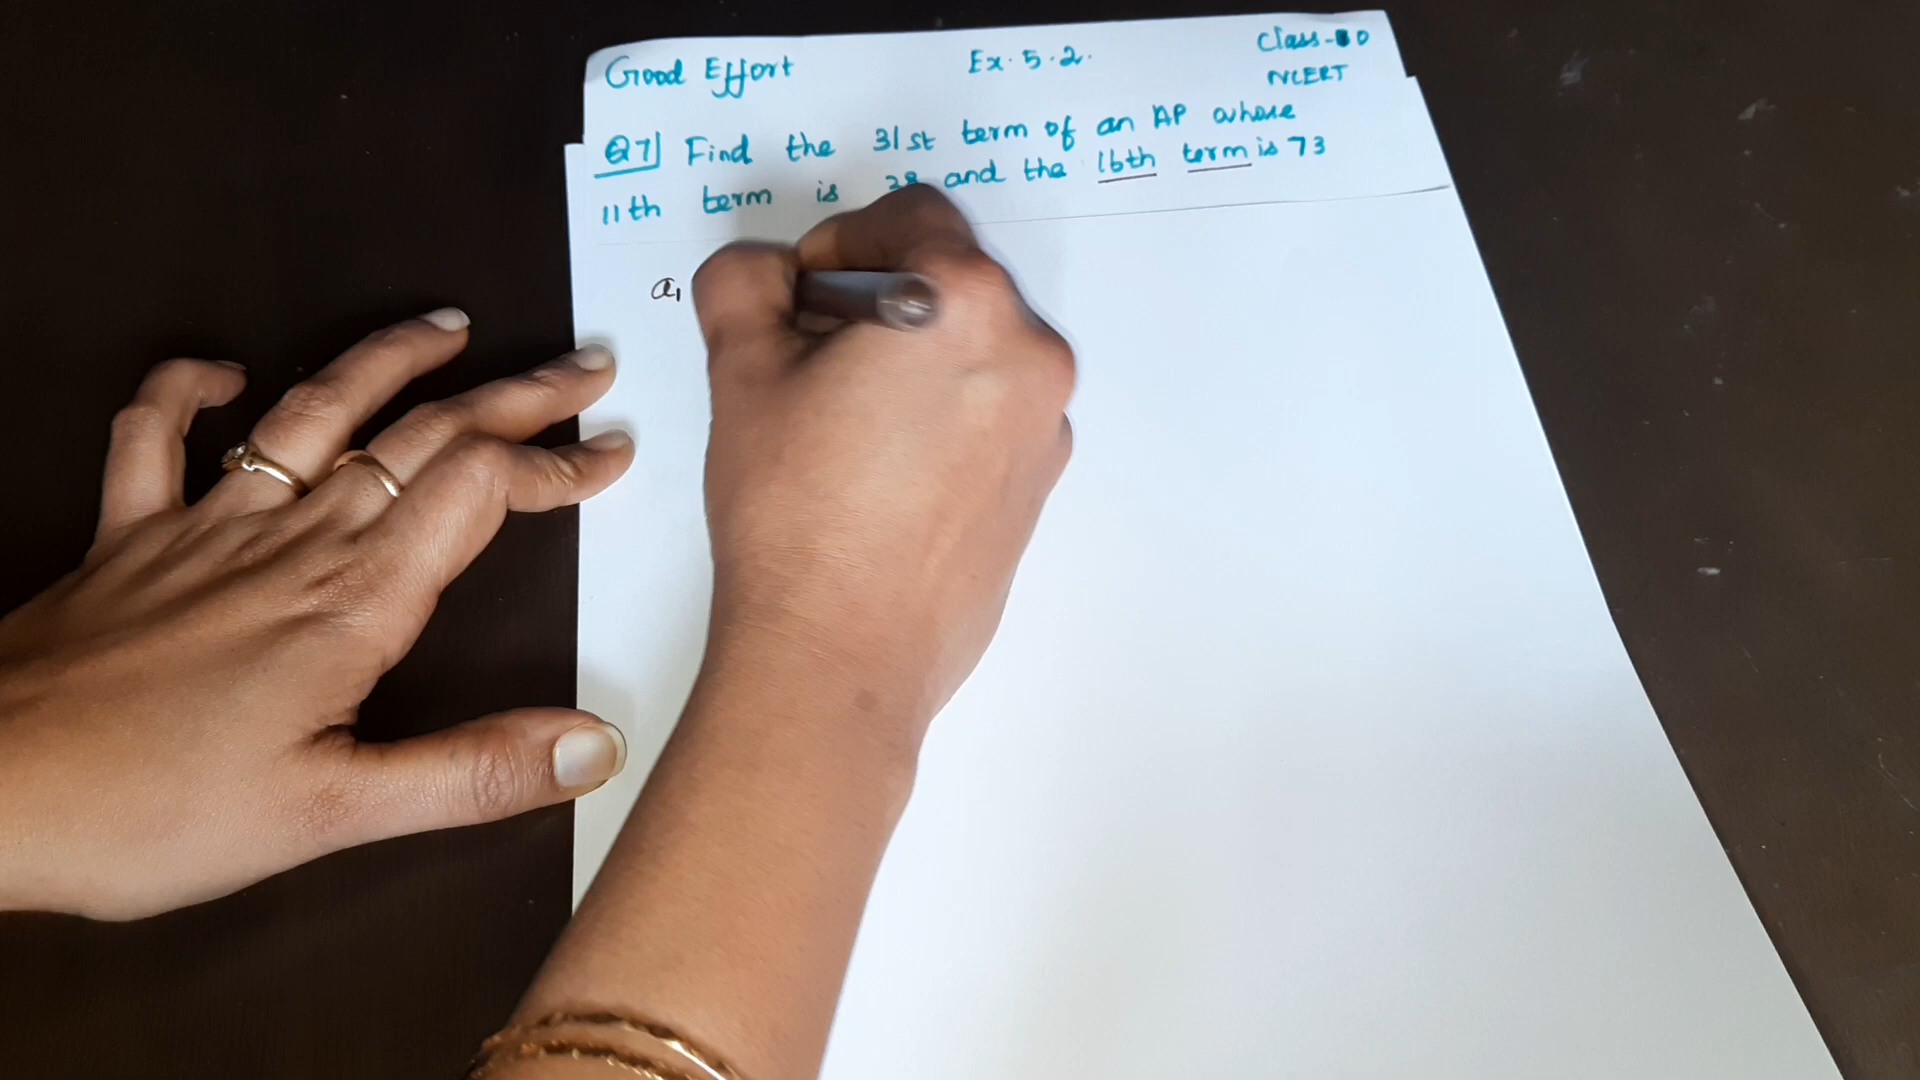 Good Effort Ex. 5.2. Class-10
NCERT
Q7] Find the 31st term of an AP whose
11th term is 38 and the 16th term is 73
a1